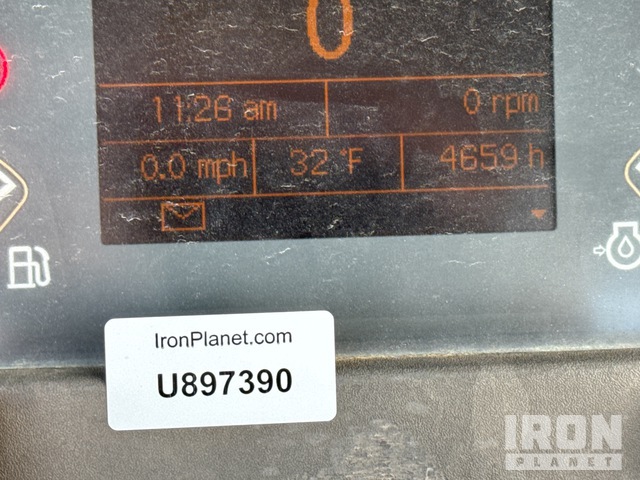 0
11:26 am 0 rpm
0.0 mph 32 °F 4659 h
IronPlanet.com
U897390
IRON
PLANET